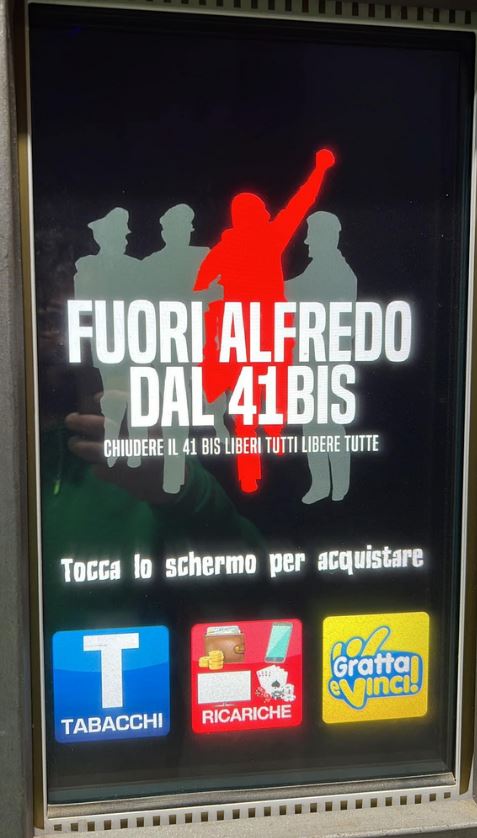 FUORI ALFREDO
DAL 41BIS
CHIUDERE IL 41 BIS LIBERI TUTTI LIBERE TUTTE
Tocca lo schermo per acquistare
T
TABACCHI
RICARICHE
Gratta
e Vinci!